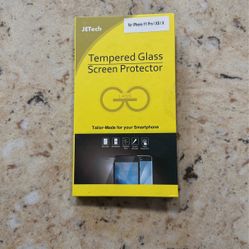 JETech
for iPhone 11 Pro / XS / X
Tempered Glass
Screen Protector
Tailor-Made for your Smartphone